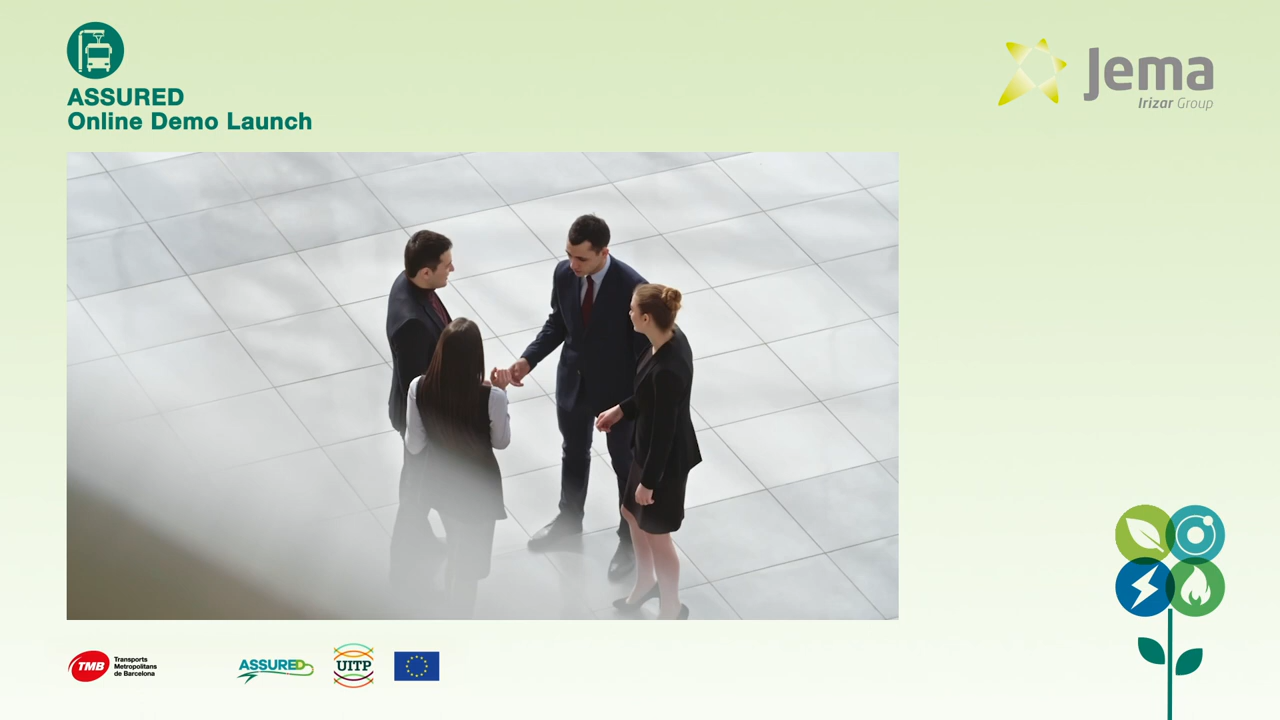 ASSURED
Online Demo Launch
Jema
Irizar Group
TMB
Transports
Metropolitans
de Barcelona
ASSURED
UITP